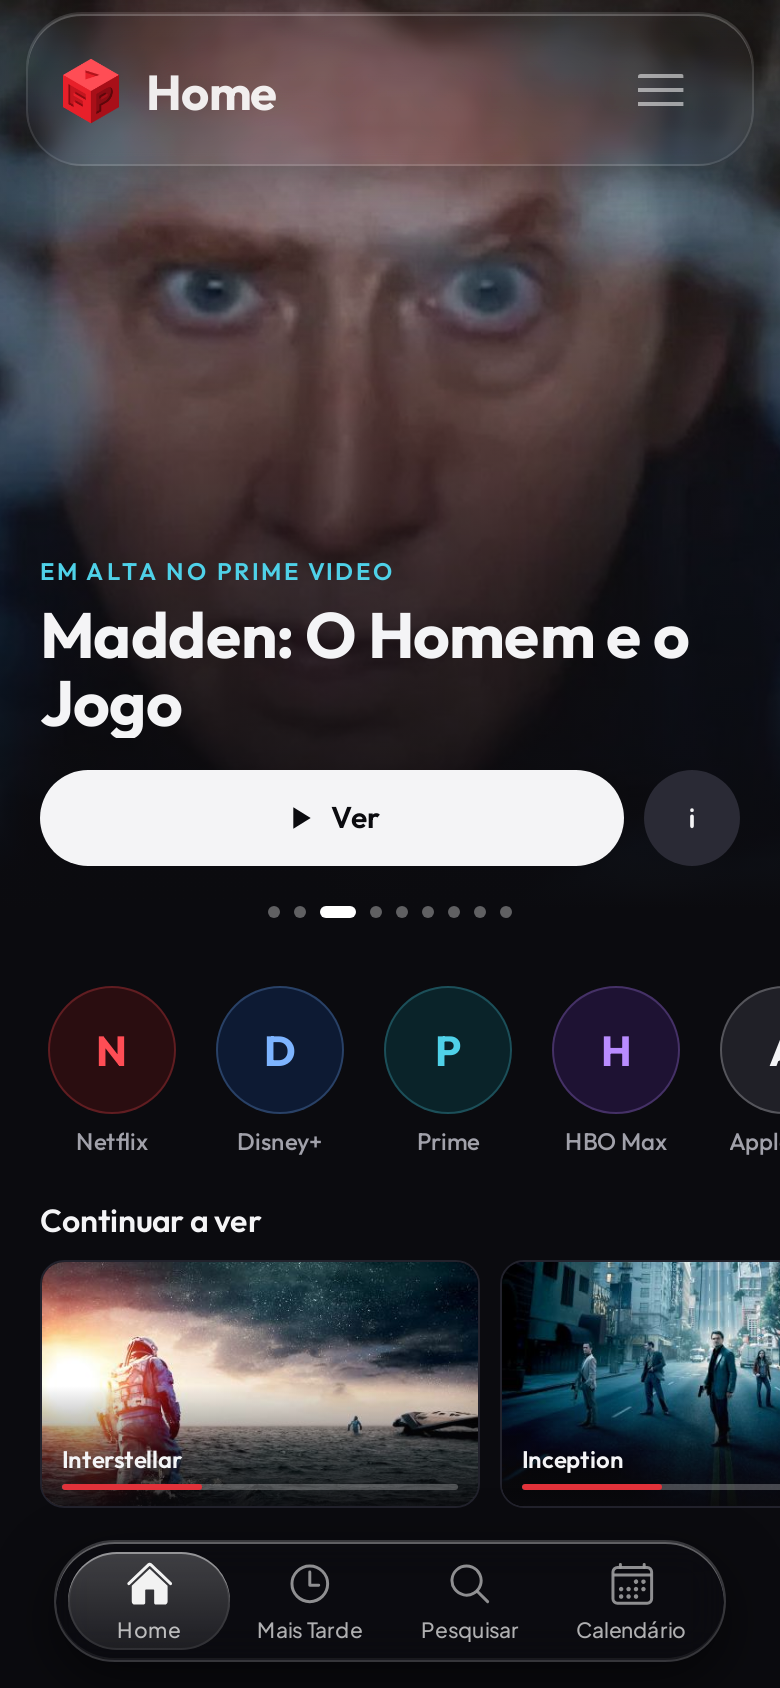 Home
EM ALTA NO PRIME VIDEO
Madden: O Homem e o
Jogo
Ver
i
N
D
P
H
Netflix
Disney+
Prime
HBO Max
Continuar a ver
Interstellar
Inception
Home
Mais Tarde
Pesquisar
Calendário